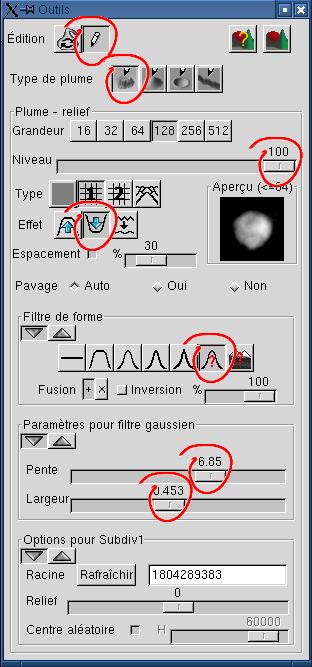 Outils
Édition
Type de plume
Plume - relief
Grandeur 16 32 64 128 256 512
Niveau 100
Type 1 2
Aperçu (<=64)
Effet
Espacement % 30
Pavage Auto Oui Non
Filtre de forme
?
Fusion + x Inversion % 100
Paramètres pour filtre gaussien
Pente 6.85
Largeur 0.453
Options pour Subdiv1
Racine Rafraîchir 1804289383
Relief 0
Centre aléatoire H 60000